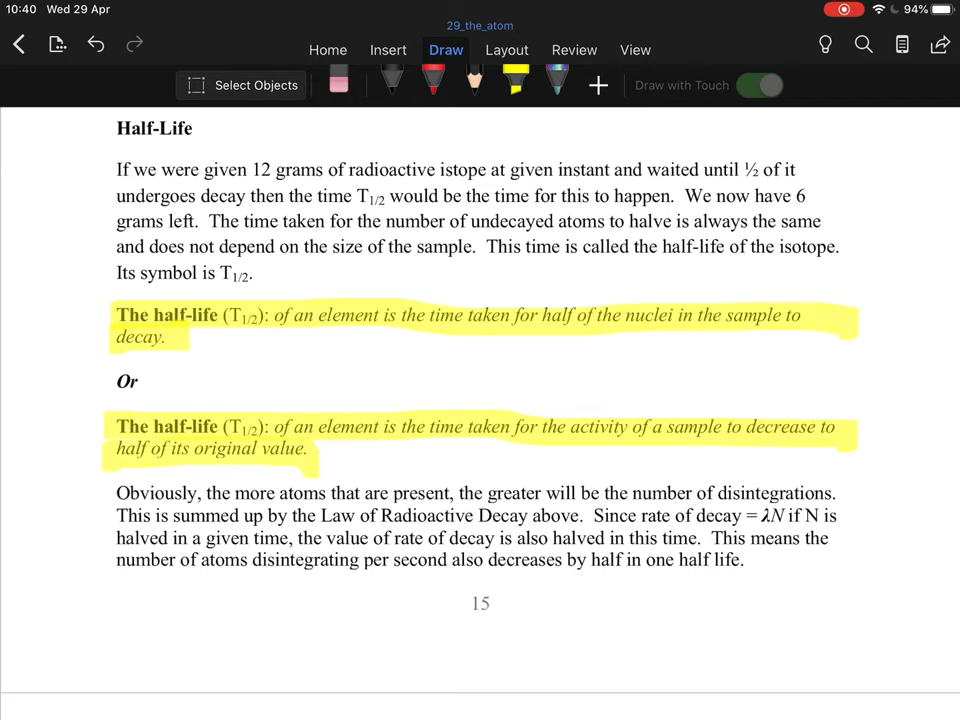 10:40 Wed 29 Apr
94%
29_the_atom
Home Insert Draw Layout Review View
Select Objects
Draw with Touch
Half-Life
If we were given 12 grams of radioactive istope at given instant and waited until ½ of it
undergoes decay then the time T1/2 would be the time for this to happen. We now have 6
grams left. The time taken for the number of undecayed atoms to halve is always the same
and does not depend on the size of the sample. This time is called the half-life of the isotope.
Its symbol is T1/2.
The half-life (T1/2): of an element is the time taken for half of the nuclei in the sample to
decay.
Or
The half-life (T1/2): of an element is the time taken for the activity of a sample to decrease to
half of its original value.
Obviously, the more atoms that are present, the greater will be the number of disintegrations.
This is summed up by the Law of Radioactive Decay above. Since rate of decay = λN if N is
halved in a given time, the value of rate of decay is also halved in this time. This means the
number of atoms disintegrating per second also decreases by half in one half life.
15